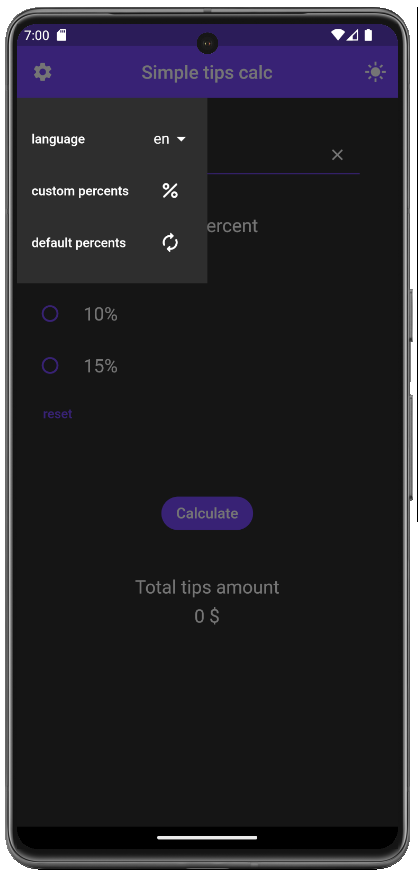 7:00
Simple tips calc
language en
custom percents
ercent
default percents
10%
15%
reset
Calculate
Total tips amount
0 $